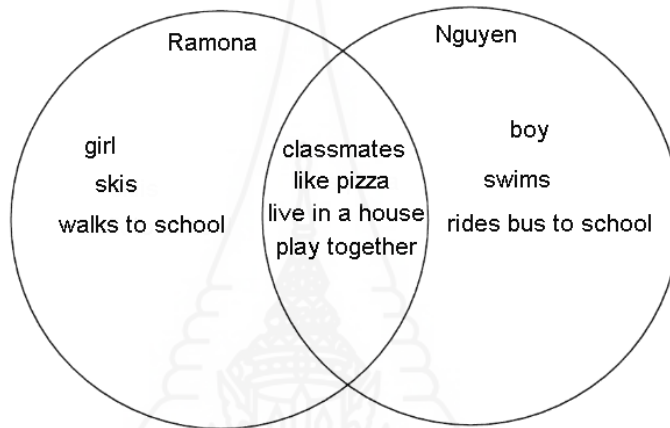 Ramona
Nguyen
girl
skis
walks to school
classmates
like pizza
live in a house
play together
boy
swims
rides bus to school